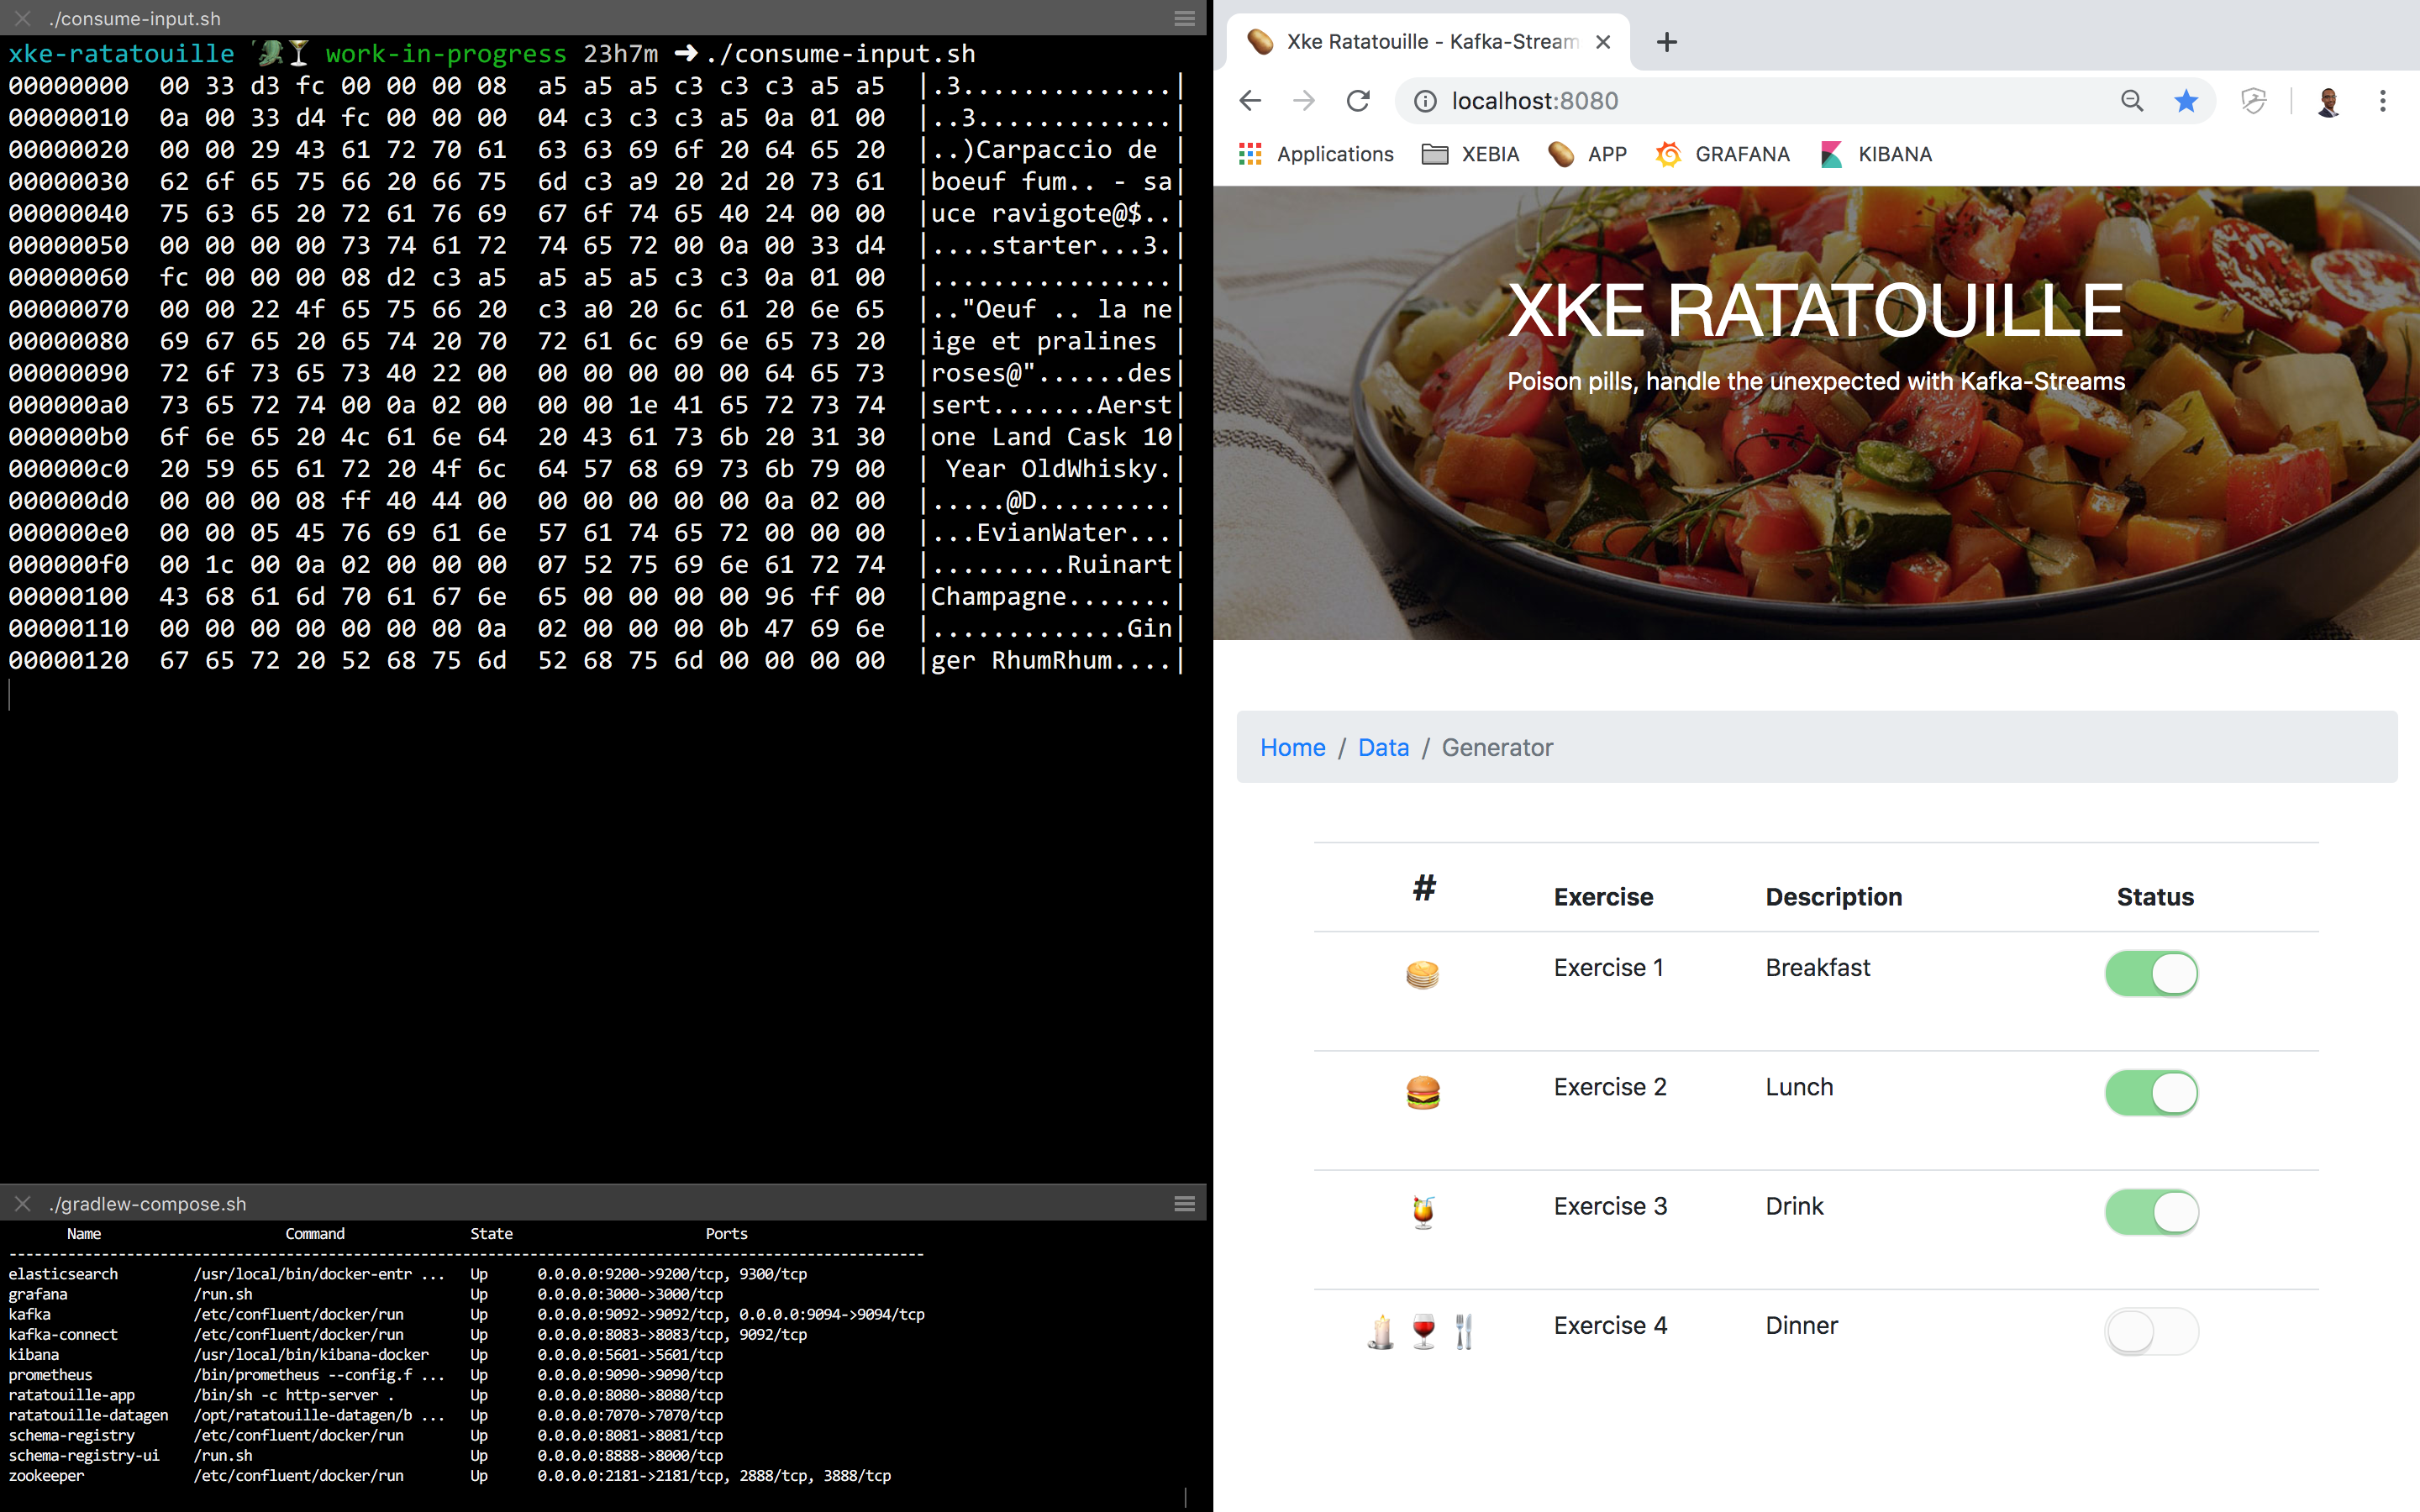 ./consume-input.sh
xke-ratatouille work-in-progress 23h7m ➜ ./consume-input.sh
00000000  00 33 d3 fc 00 00 00 08  a5 a5 a5 c3 c3 c3 a5 a5  |.3..............|
00000010  0a 00 33 d4 fc 00 00 00  04 c3 c3 c3 a5 0a 01 00  |..3.............|
00000020  00 00 29 43 61 72 70 61  63 63 69 6f 20 64 65 20  |..)Carpaccio de |
00000030  62 6f 65 75 66 20 66 75  6d c3 a9 20 2d 20 73 61  |boeuf fum.. - sa|
00000040  75 63 65 20 72 61 76 69  67 6f 74 65 40 24 00 00  |uce ravigote@$..|
00000050  00 00 00 00 73 74 61 72  74 65 72 00 0a 00 33 d4  |....starter...3.|
00000060  fc 00 00 00 08 d2 c3 a5  a5 a5 a5 c3 c3 0a 01 00  |................|
00000070  00 00 22 4f 65 75 66 20  c3 a0 20 6c 61 20 6e 65  |.."Oeuf .. la ne|
00000080  69 67 65 20 65 74 20 70  72 61 6c 69 6e 65 73 20  |ige et pralines |
00000090  72 6f 73 65 73 40 22 00  00 00 00 00 00 64 65 73  |roses@"......des|
000000a0  73 65 72 74 00 0a 02 00  00 00 1e 41 65 72 73 74  |sert.......Aerst|
000000b0  6f 6e 65 20 4c 61 6e 64  20 43 61 73 6b 20 31 30  |one Land Cask 10|
000000c0  20 59 65 61 72 20 4f 6c  64 57 68 69 73 6b 79 00  | Year OldWhisky.|
000000d0  00 00 00 08 ff 40 44 00  00 00 00 00 00 0a 02 00  |.....@D.........|
000000e0  00 00 05 45 76 69 61 6e  57 61 74 65 72 00 00 00  |...EvianWater...|
000000f0  00 1c 00 0a 02 00 00 00  07 52 75 69 6e 61 72 74  |.........Ruinart|
00000100  43 68 61 6d 70 61 67 6e  65 00 00 00 00 96 ff 00  |Champagne.......|
00000110  00 00 00 00 00 00 00 0a  02 00 00 00 0b 47 69 6e  |.............Gin|
00000120  67 65 72 20 52 68 75 6d  52 68 75 6d 00 00 00 00  |ger RhumRhum....|
./gradlew-compose.sh
Name Command State Ports
--------------------------------------------------------------------------------------------------------------
elasticsearch /usr/local/bin/docker-entr ... Up 0.0.0.0:9200->9200/tcp, 9300/tcp
grafana /run.sh Up 0.0.0.0:3000->3000/tcp
kafka /etc/confluent/docker/run Up 0.0.0.0:9092->9092/tcp, 0.0.0.0:9094->9094/tcp
kafka-connect /etc/confluent/docker/run Up 0.0.0.0:8083->8083/tcp, 9092/tcp
kibana /usr/local/bin/kibana-docker Up 0.0.0.0:5601->5601/tcp
prometheus /bin/prometheus --config.f ... Up 0.0.0.0:9090->9090/tcp
ratatouille-app /bin/sh -c http-server . Up 0.0.0.0:8080->8080/tcp
ratatouille-datagen /opt/ratatouille-datagen/b ... Up 0.0.0.0:7070->7070/tcp
schema-registry /etc/confluent/docker/run Up 0.0.0.0:8081->8081/tcp
schema-registry-ui /run.sh Up 0.0.0.0:8888->8000/tcp
zookeeper /etc/confluent/docker/run Up 0.0.0.0:2181->2181/tcp, 2888/tcp, 3888/tcp
Xke Ratatouille - Kafka-Stream
localhost:8080
Applications XEBIA APP GRAFANA KIBANA
XKE RATATOUILLE
Poison pills, handle the unexpected with Kafka-Streams
Home / Data / Generator
# Exercise Description Status
Exercise 1 Breakfast
Exercise 2 Lunch
Exercise 3 Drink
Exercise 4 Dinner